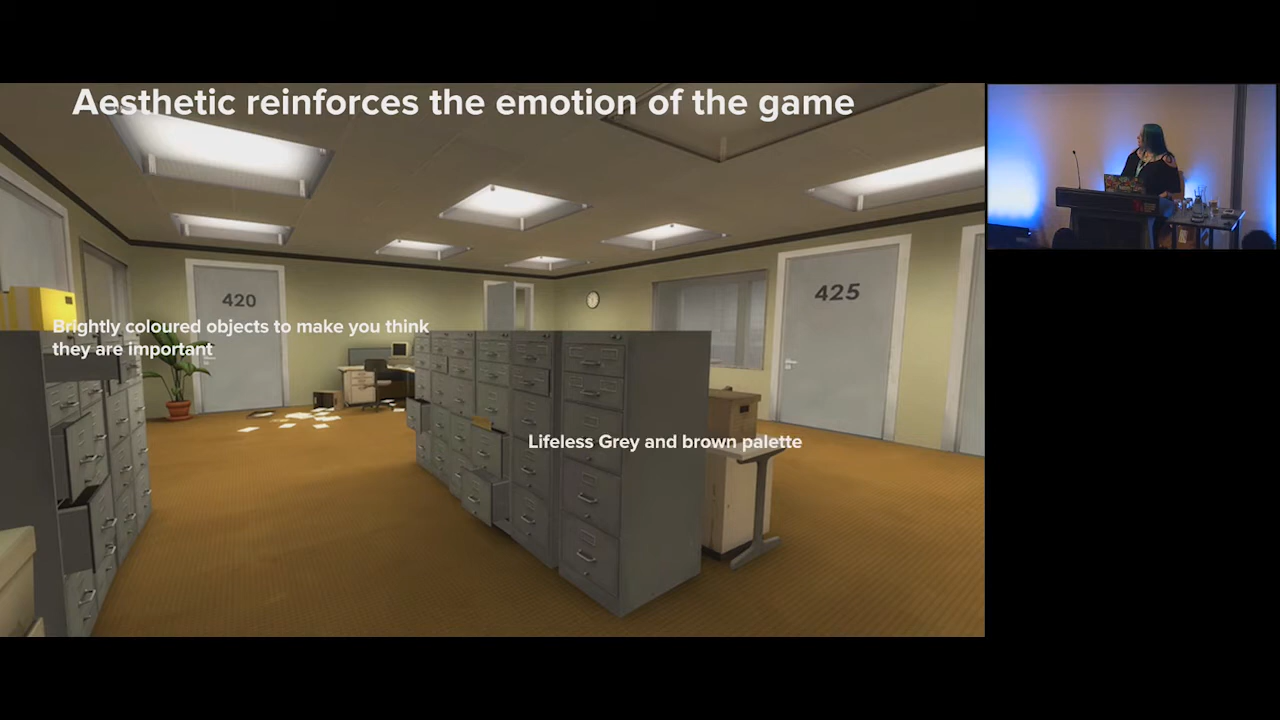 Aesthetic reinforces the emotion of the game
420
425
Brightly coloured objects to make you think
they are important
Lifeless Grey and brown palette